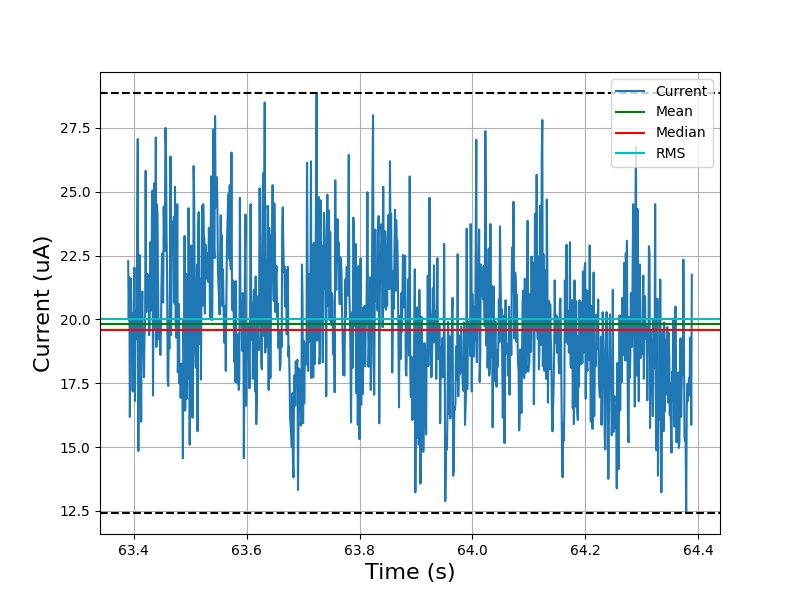 Current
Mean
Median
RMS
27.5
25.0
22.5
20.0
17.5
15.0
12.5
Current (uA)
63.4 63.6 63.8 64.0 64.2 64.4
Time (s)